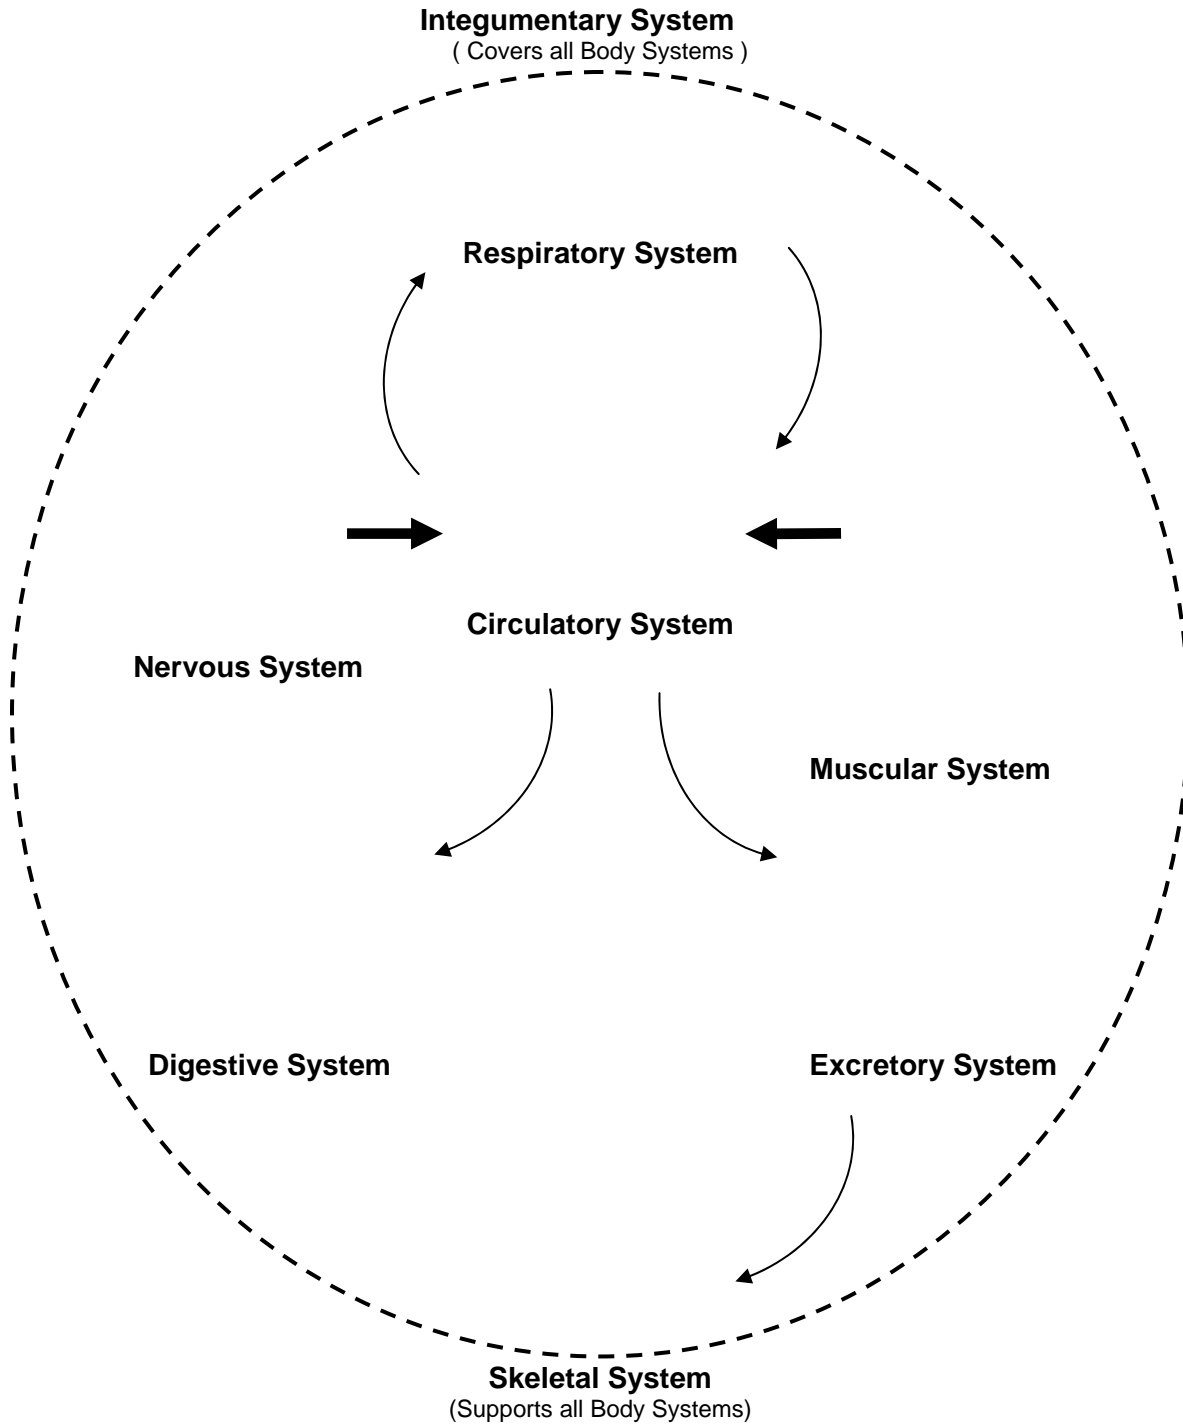 Integumentary System
( Covers all Body Systems )
Respiratory System
Circulatory System
Nervous System
Muscular System
Digestive System
Excretory System
Skeletal System
(Supports all Body Systems)